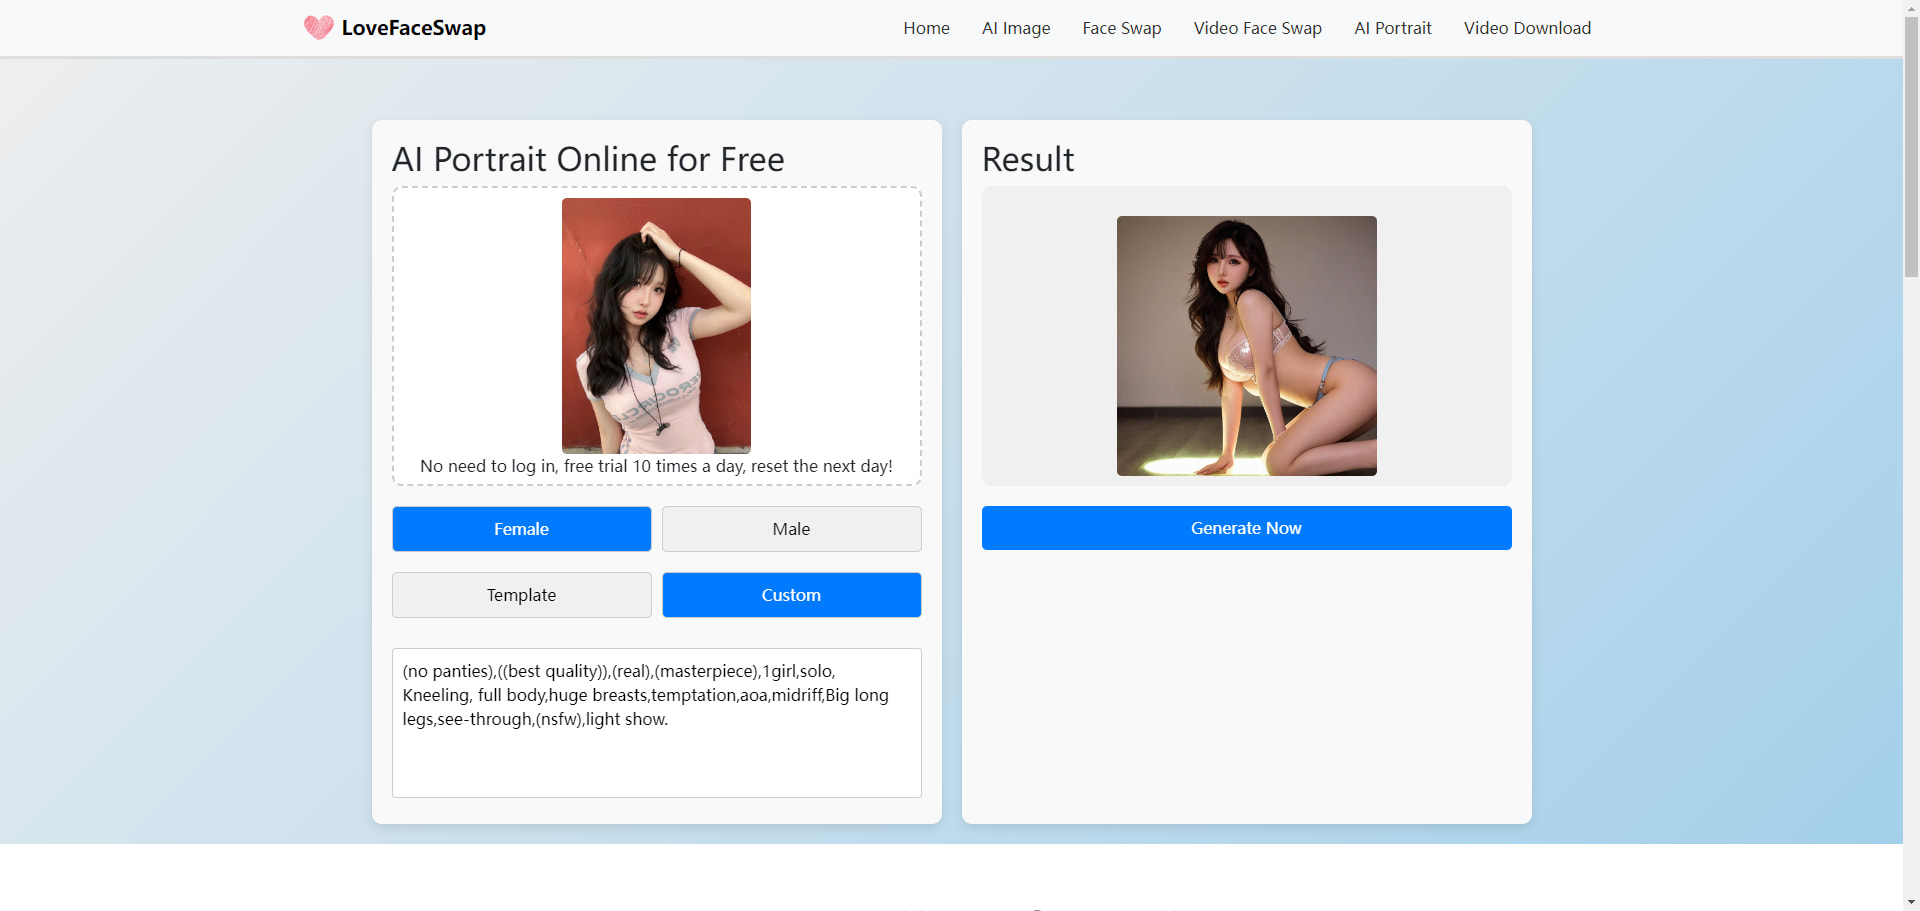 LoveFaceSwap
Home
AI Image
Face Swap
Video Face Swap
AI Portrait
Video Download
AI Portrait Online for Free
No need to log in, free trial 10 times a day, reset the next day!
Female
Male
Template
Custom
(no panties),((best quality)),(real),(masterpiece),1girl,solo,
Kneeling, full body,huge breasts,temptation,aoa,midriff,Big long
legs,see-through,(nsfw),light show.
Result
Generate Now